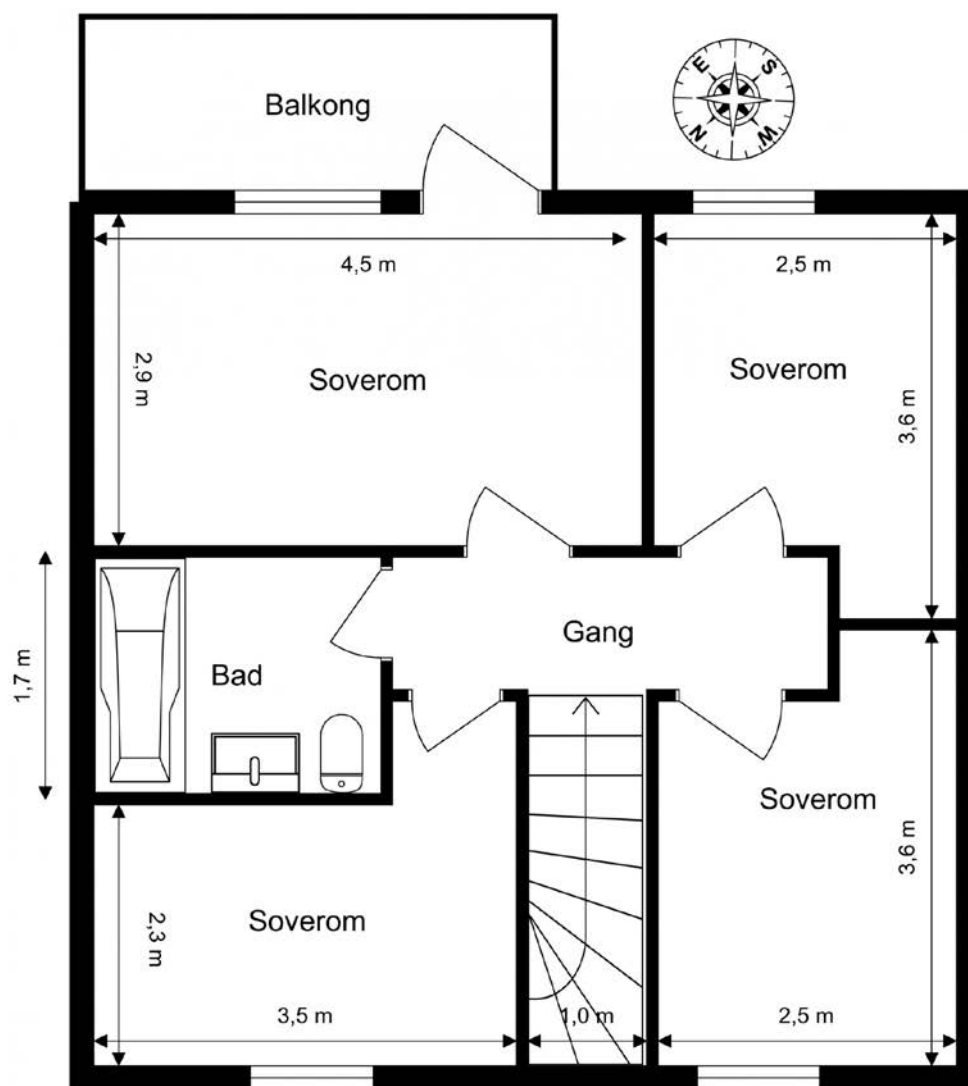 Balkong
E
S
N
W
4,5 m
2,5 m
2,9 m
Soverom
Soverom
3,6 m
1,7 m
Bad
Gang
Soverom
3,6 m
2,3 m
Soverom
3,5 m
1,0 m
2,5 m